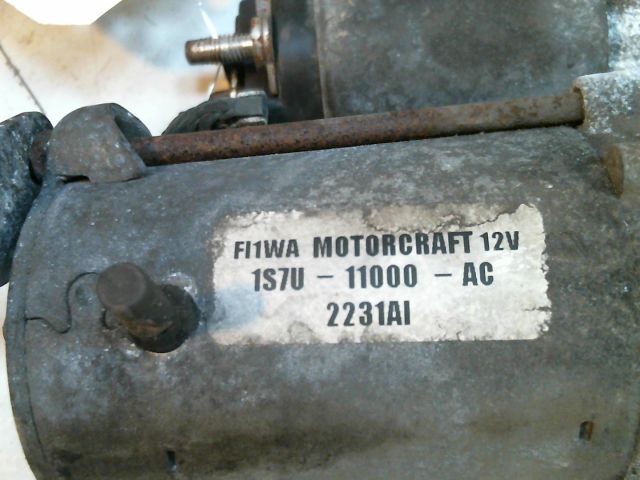 FI1WA MOTORCRAFT 12V
1S7U - 11000 - AC
2231AI